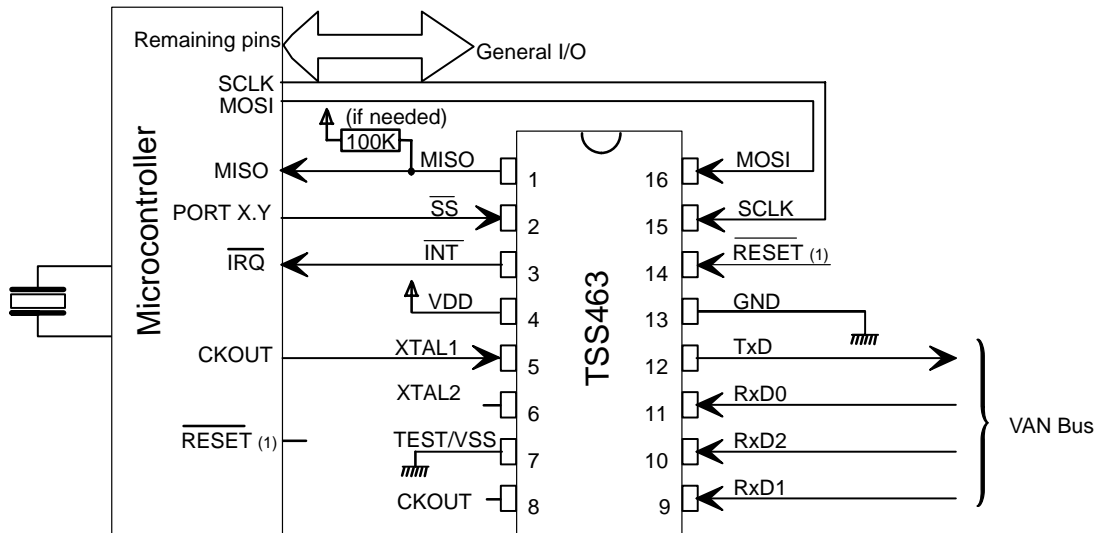 Remaining pins
General I/O
SCLK
MOSI
(if needed)
100K
MISO
MISO
MOSI
1
16
PORT X.Y
SS
SCLK
2
15
IRQ
INT
RESET (1)
3
14
VDD
GND
4
13
CKOUT
XTAL1
TxD
5
12
XTAL2
RxD0
6
11
RESET (1)
TEST/VSS
RxD2
7
10
CKOUT
RxD1
8
9
Microcontroller
TSS463
VAN Bus